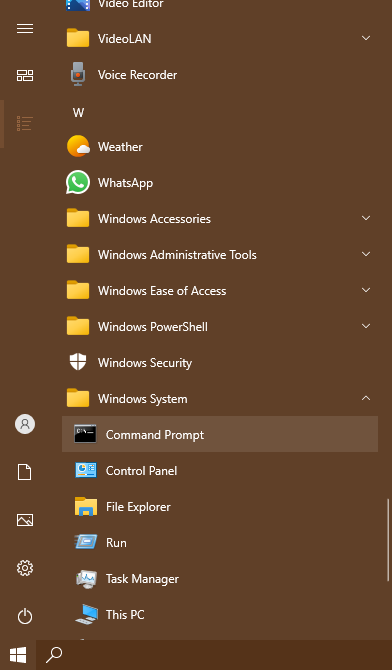 Video Editor
VideoLAN
Voice Recorder
W
Weather
WhatsApp
Windows Accessories
Windows Administrative Tools
Windows Ease of Access
Windows PowerShell
Windows Security
Windows System
Command Prompt
Control Panel
File Explorer
Run
Task Manager
This PC